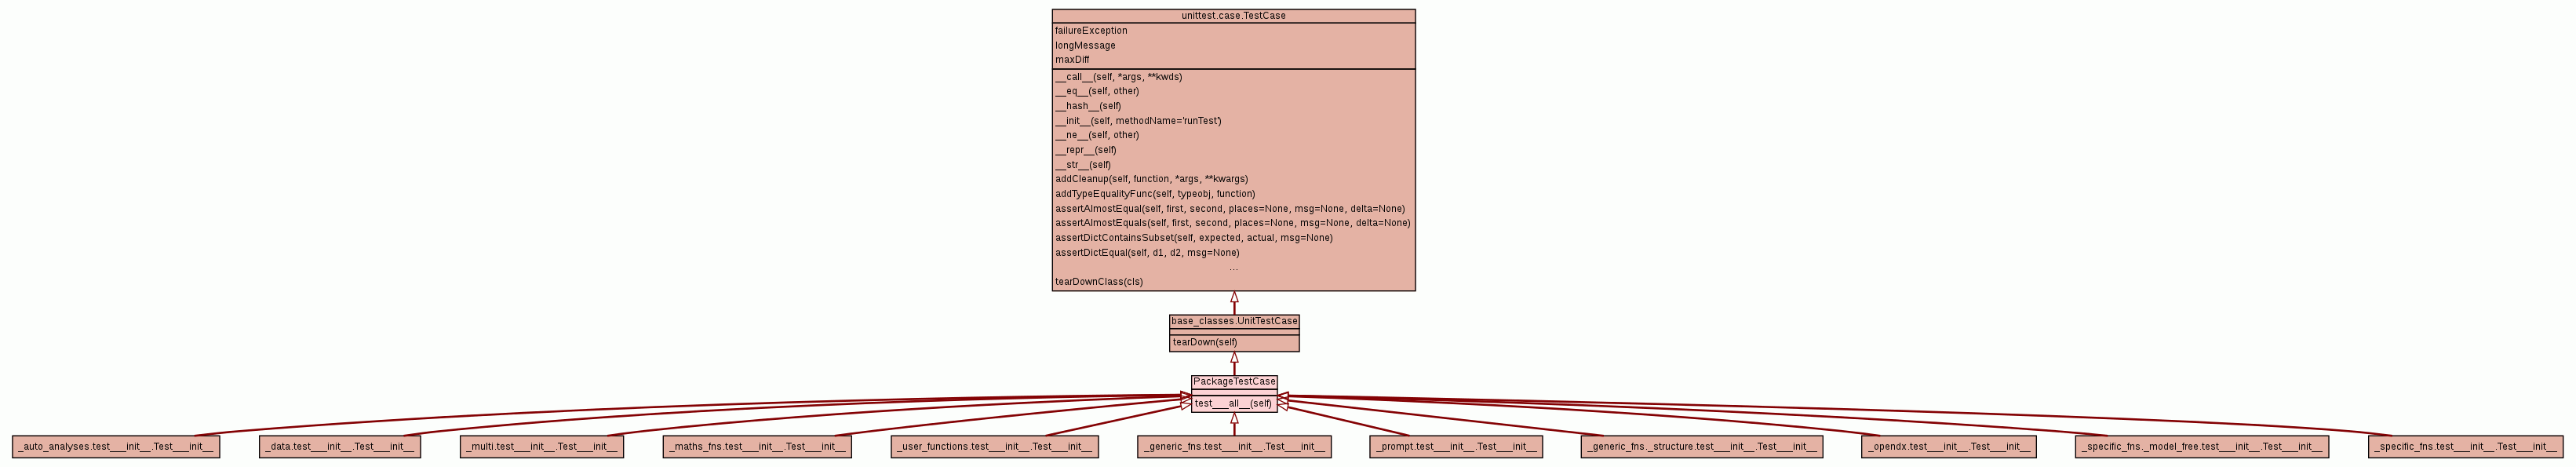 unittest.case.TestCase
failureException
longMessage
maxDiff
__call__(self, *args, **kwds)
__eq__(self, other)
__hash__(self)
__init__(self, methodName='runTest')
__ne__(self, other)
__repr__(self)
__str__(self)
addCleanup(self, function, *args, **kwargs)
addTypeEqualityFunc(self, typeobj, function)
assertAlmostEqual(self, first, second, places=None, msg=None, delta=None)
assertAlmostEquals(self, first, second, places=None, msg=None, delta=None)
assertDictContainsSubset(self, expected, actual, msg=None)
assertDictEqual(self, d1, d2, msg=None)
...
tearDownClass(cls)
base_classes.UnitTestCase
tearDown(self)
PackageTestCase
test___all__(self)
_auto_analyses.test___init__.Test___init__
_data.test___init__.Test___init__
_multi.test___init__.Test___init__
_maths_fns.test___init__.Test___init__
_user_functions.test___init__.Test___init__
_generic_fns.test___init__.Test___init__
_prompt.test___init__.Test___init__
_generic_fns._structure.test___init__.Test___init__
_opendx.test___init__.Test___init__
_specific_fns._model_free.test___init__.Test___init__
_specific_fns.test___init__.Test___init__